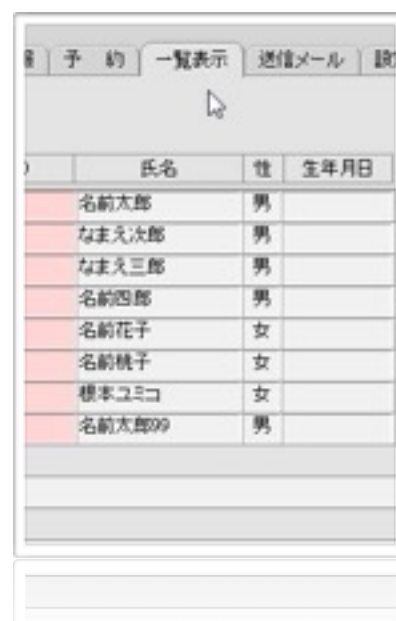 予 約 一覧表示 送信メール
氏名 性 生年月日
名前太郎 男
なまえ次郎 男
なまえ三郎 男
名前四郎 男
名前花子 女
名前桃子 女
根本ユミコ 女
名前太郎99 男